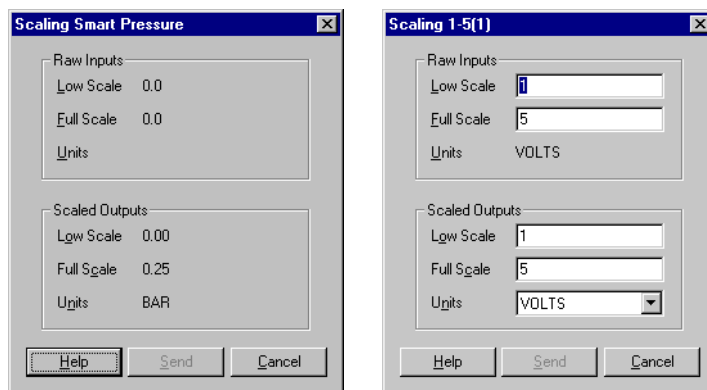 Scaling Smart Pressure
Raw Inputs
Low Scale 0.0
Full Scale 0.0
Units
Scaled Outputs
Low Scale 0.00
Full Scale 0.25
Units BAR
Help Send Cancel
Scaling 1-5(1)
Raw Inputs
Low Scale 1
Full Scale 5
Units VOLTS
Scaled Outputs
Low Scale 1
Full Scale 5
Units VOLTS
Help Send Cancel